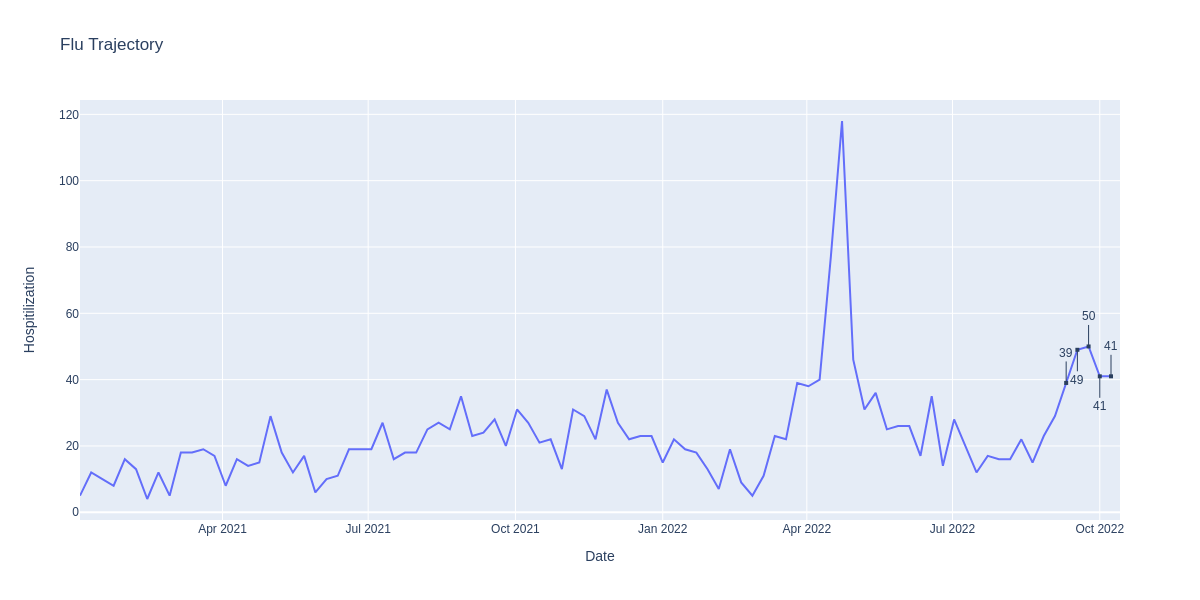 Flu Trajectory
Hospitilization
120
100
80
60
40
20
0
39
49
50
41
41
Apr 2021
Jul 2021
Oct 2021
Jan 2022
Apr 2022
Jul 2022
Oct 2022
Date